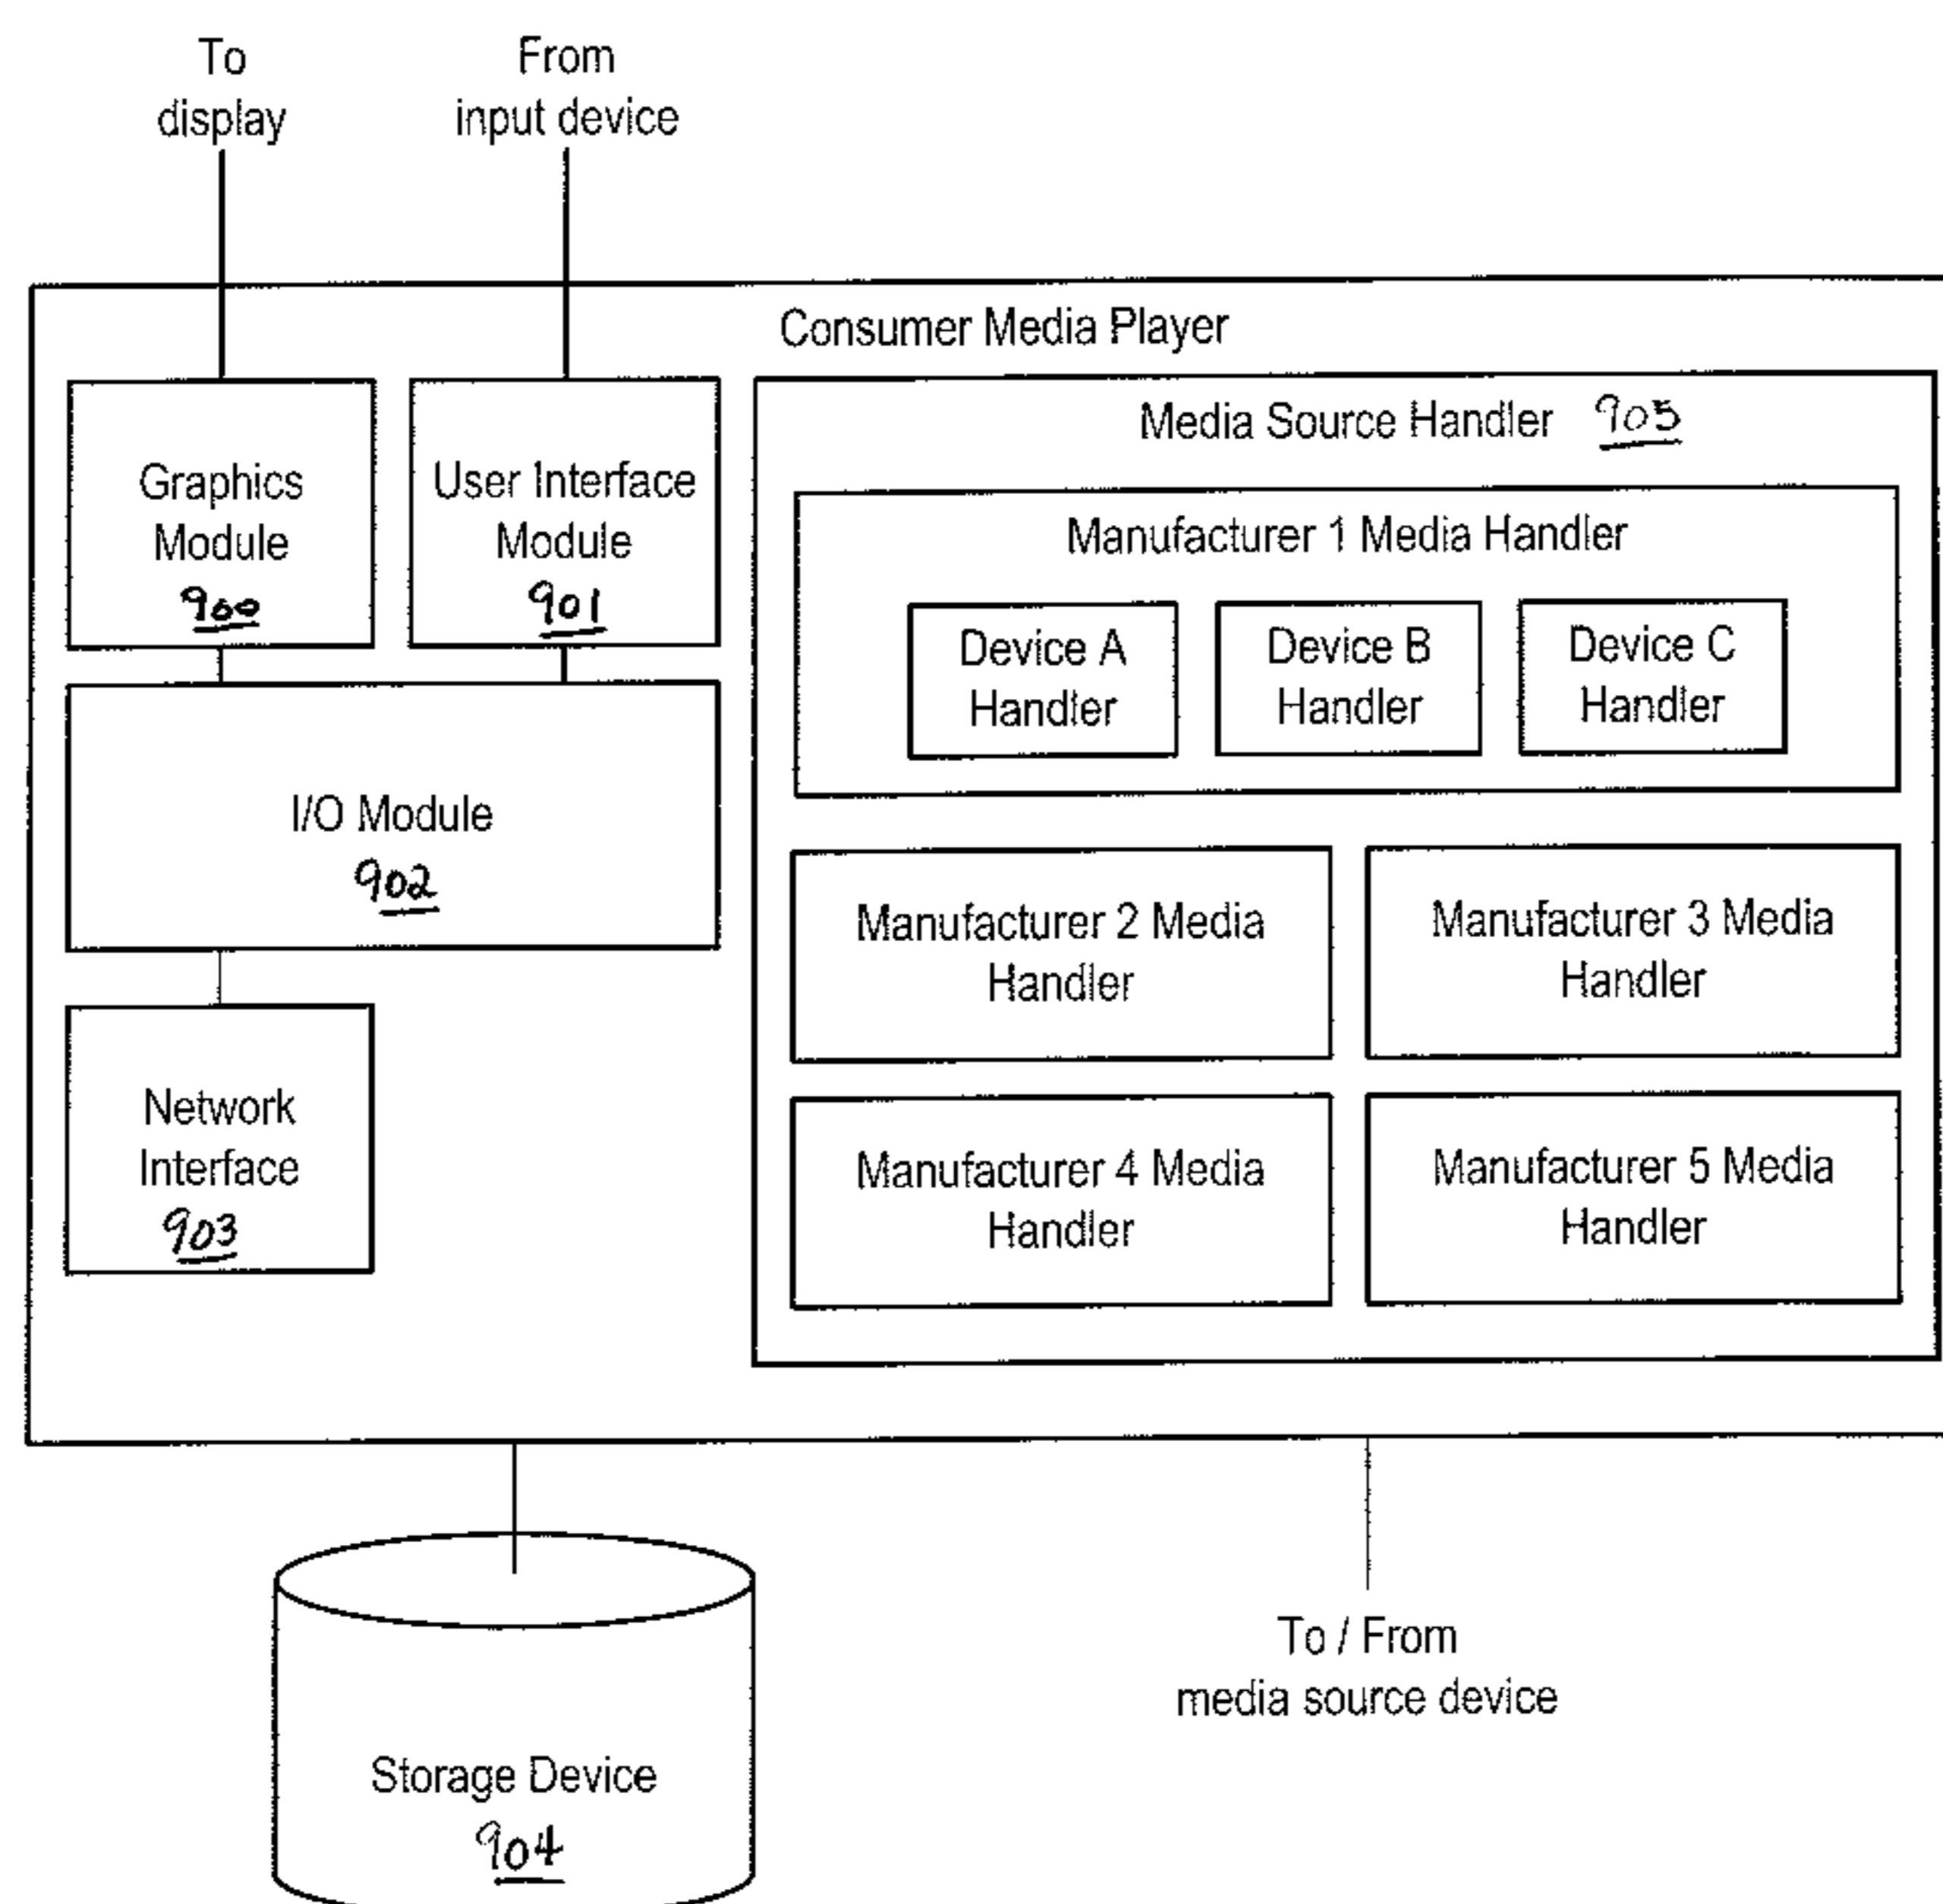 To
display
From
input device
Consumer Media Player
Graphics
Module
900
User Interface
Module
901
I/O Module
902
Network
Interface
903
Media Source Handler 905
Manufacturer 1 Media Handler
Device A
Handler
Device B
Handler
Device C
Handler
Manufacturer 2 Media
Handler
Manufacturer 3 Media
Handler
Manufacturer 4 Media
Handler
Manufacturer 5 Media
Handler
Storage Device
904
To / From
media source device